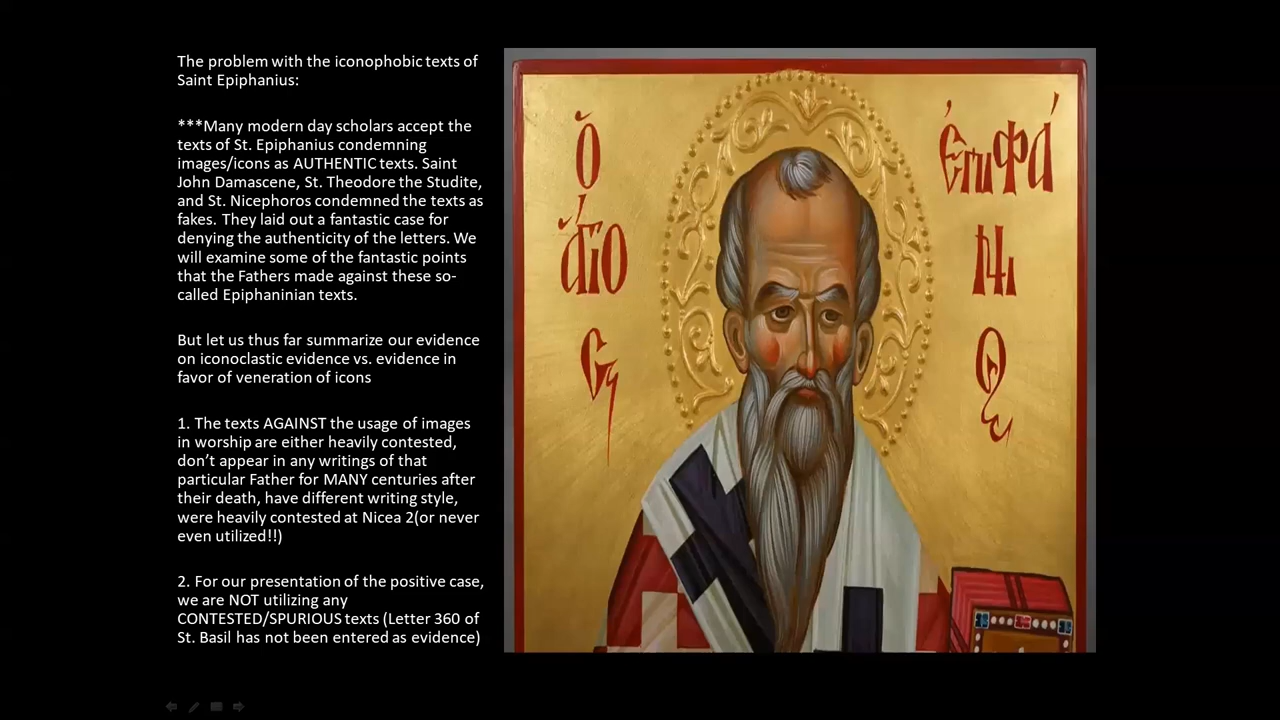 The problem with the iconophobic texts of
Saint Epiphanius:
***Many modern day scholars accept the
texts of St. Epiphanius condemning
images/icons as AUTHENTIC texts. Saint
John Damascene, St. Theodore the Studite,
and St. Nicephoros condemned the texts as
fakes. They laid out a fantastic case for
denying the authenticity of the letters. We
will examine some of the fantastic points
that the Fathers made against these so-
called Epiphaninian texts.
But let us thus far summarize our evidence
on iconoclastic evidence vs. evidence in
favor of veneration of icons
1. The texts AGAINST the usage of images
in worship are either heavily contested,
don’t appear in any writings of that
particular Father for MANY centuries after
their death, have different writing style,
were heavily contested at Nicea 2(or never
even utilized!!)
2. For our presentation of the positive case,
we are NOT utilizing any
CONTESTED/SPURIOUS texts (Letter 360 of
St. Basil has not been entered as evidence)
ὁ
ἅγιο
ς
ἐπιφά
νι
ος